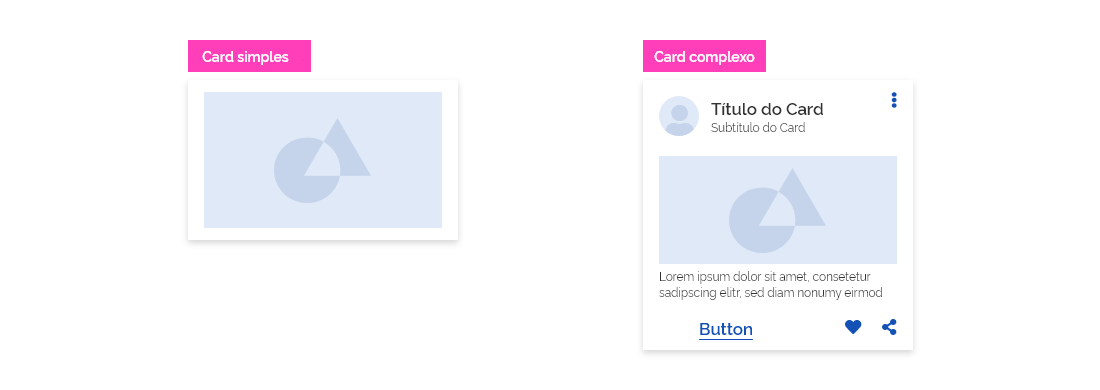 Card simples
Card complexo
Título do Card
Subtítulo do Card
Lorem ipsum dolor sit amet, consetetur
sadipscing elitr, sed diam nonumy eirmod
Button